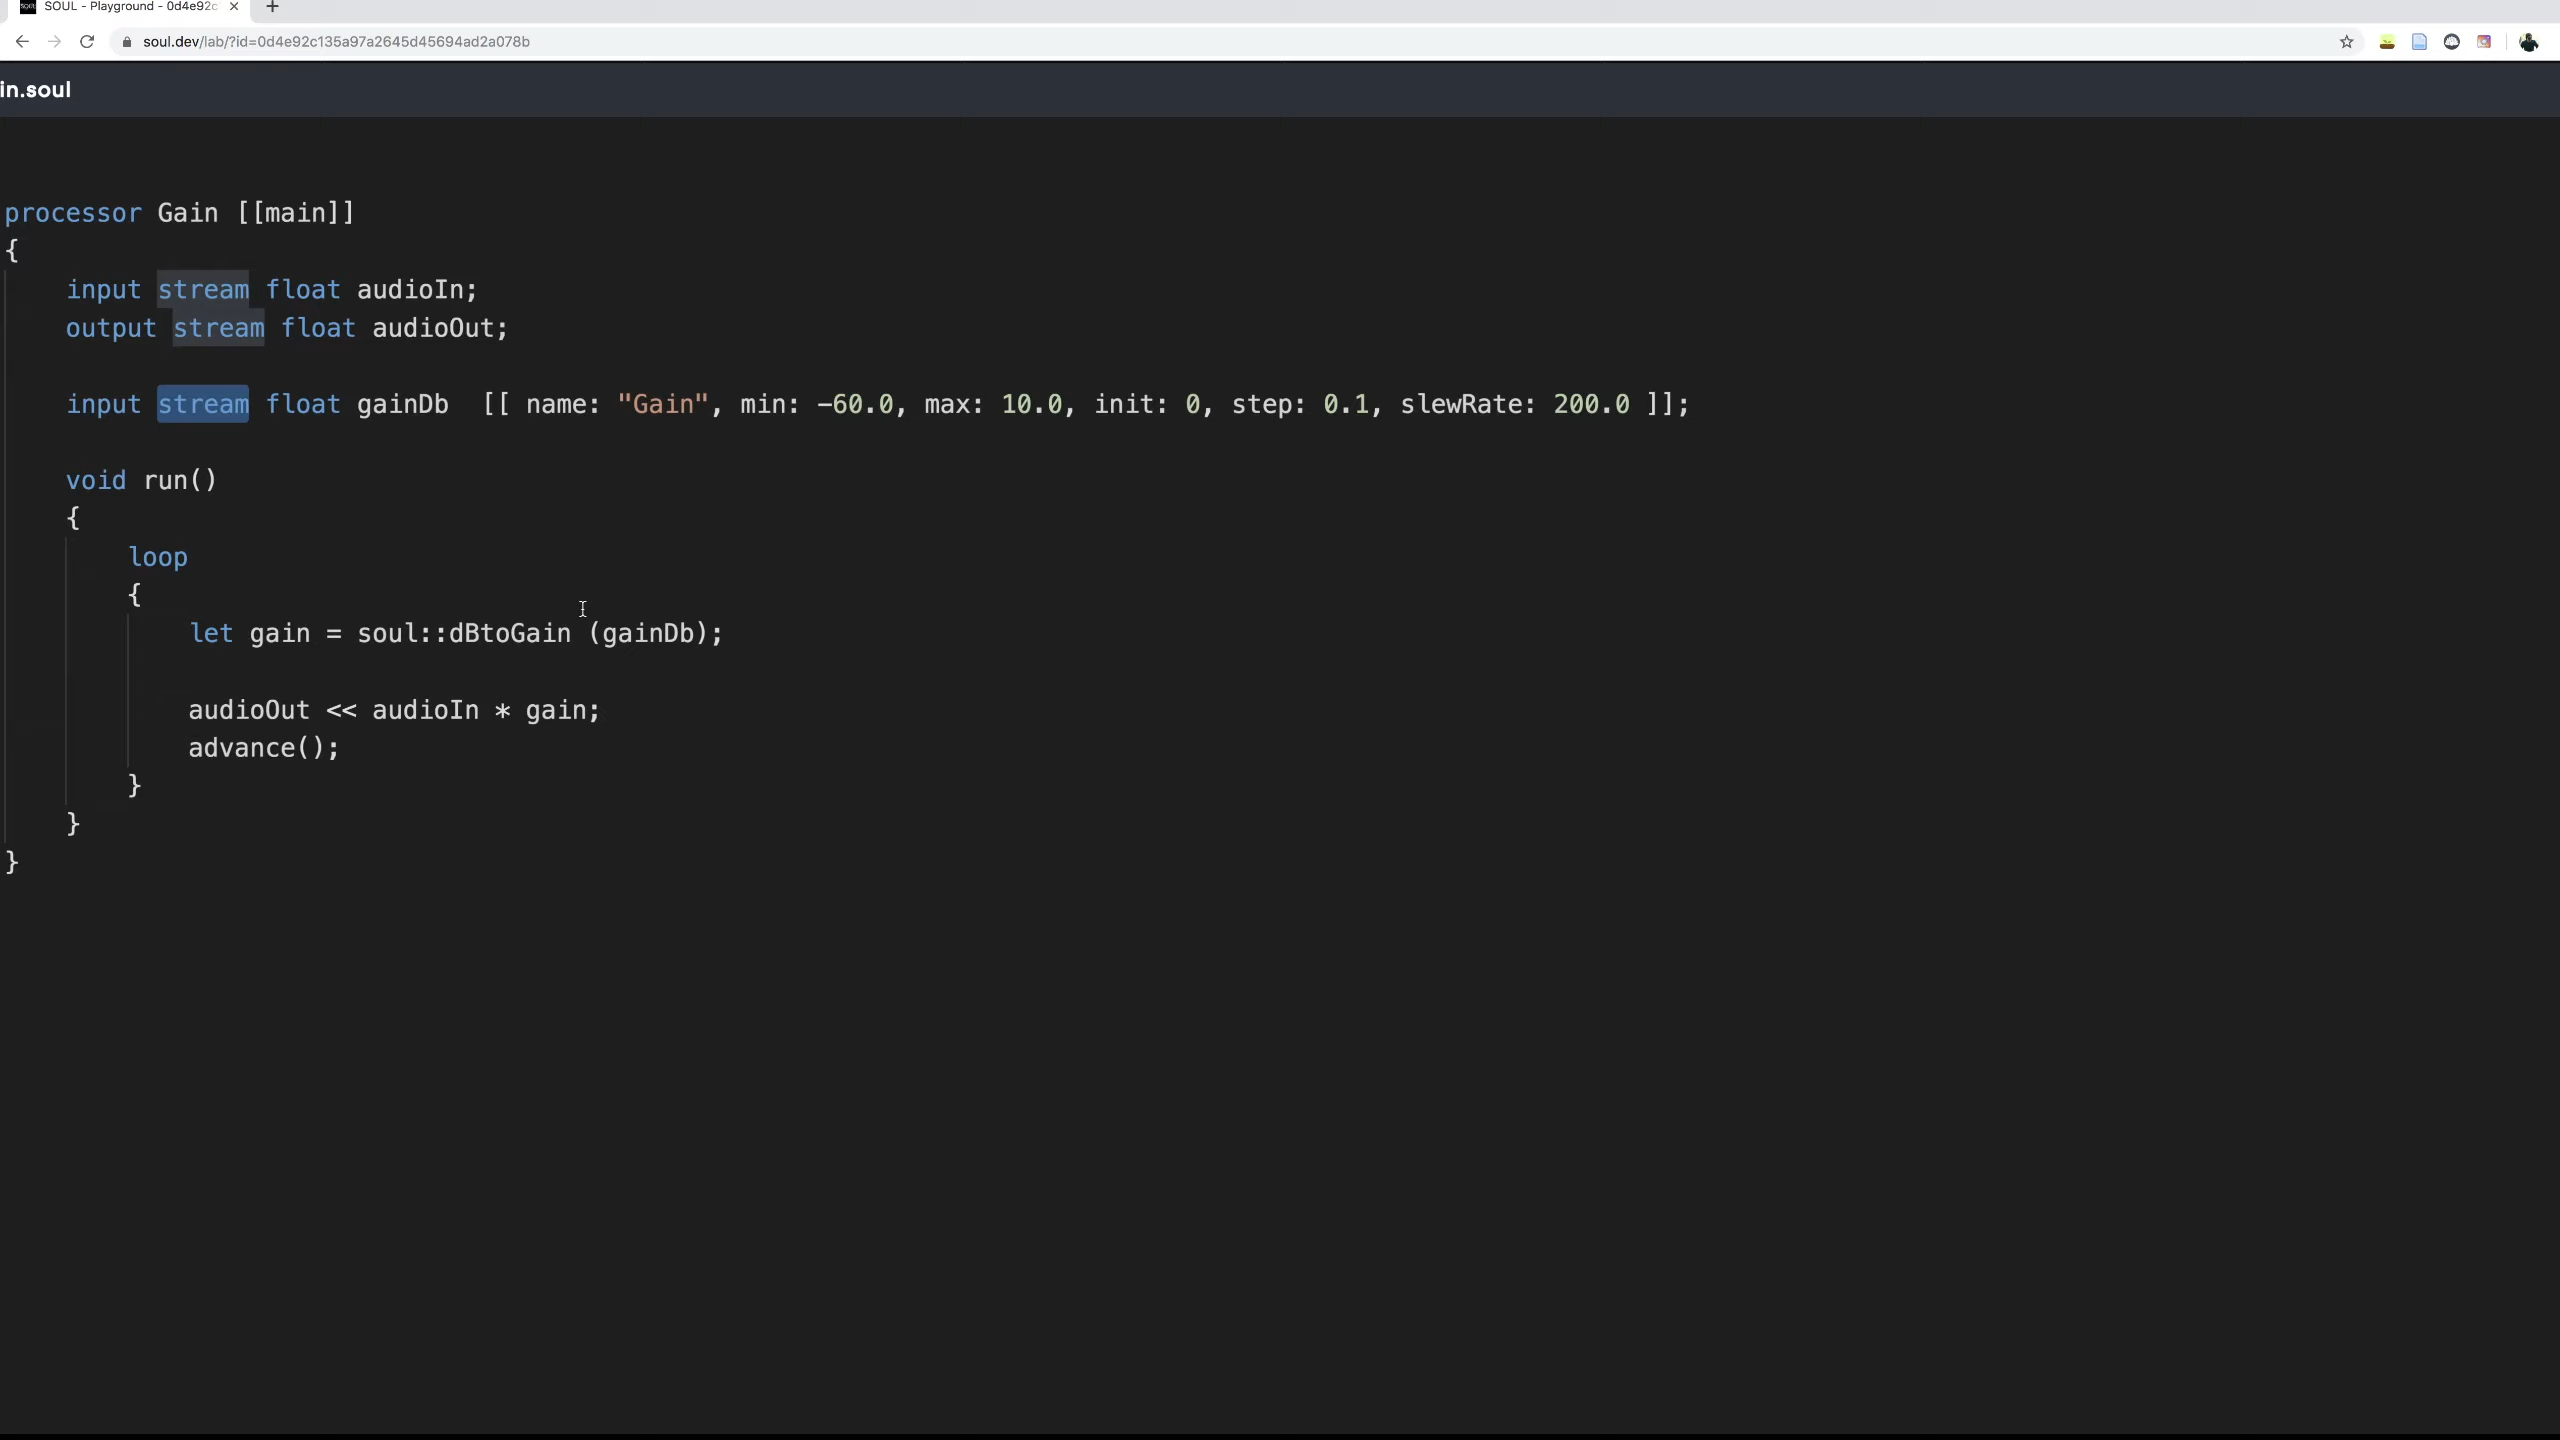 SOUL - Playground - 0d4e92c
soul.dev/lab/?id=0d4e92c135a97a2645d45694ad2a078b
in.soul
processor Gain [[main]]
{
input stream float audioIn;
output stream float audioOut;
input stream float gainDb [[ name: "Gain", min: -60.0, max: 10.0, init: 0, step: 0.1, slewRate: 200.0 ]];
void run()
{
loop
{
let gain = soul::dBtoGain (gainDb);
audioOut << audioIn * gain;
advance();
}
}
}